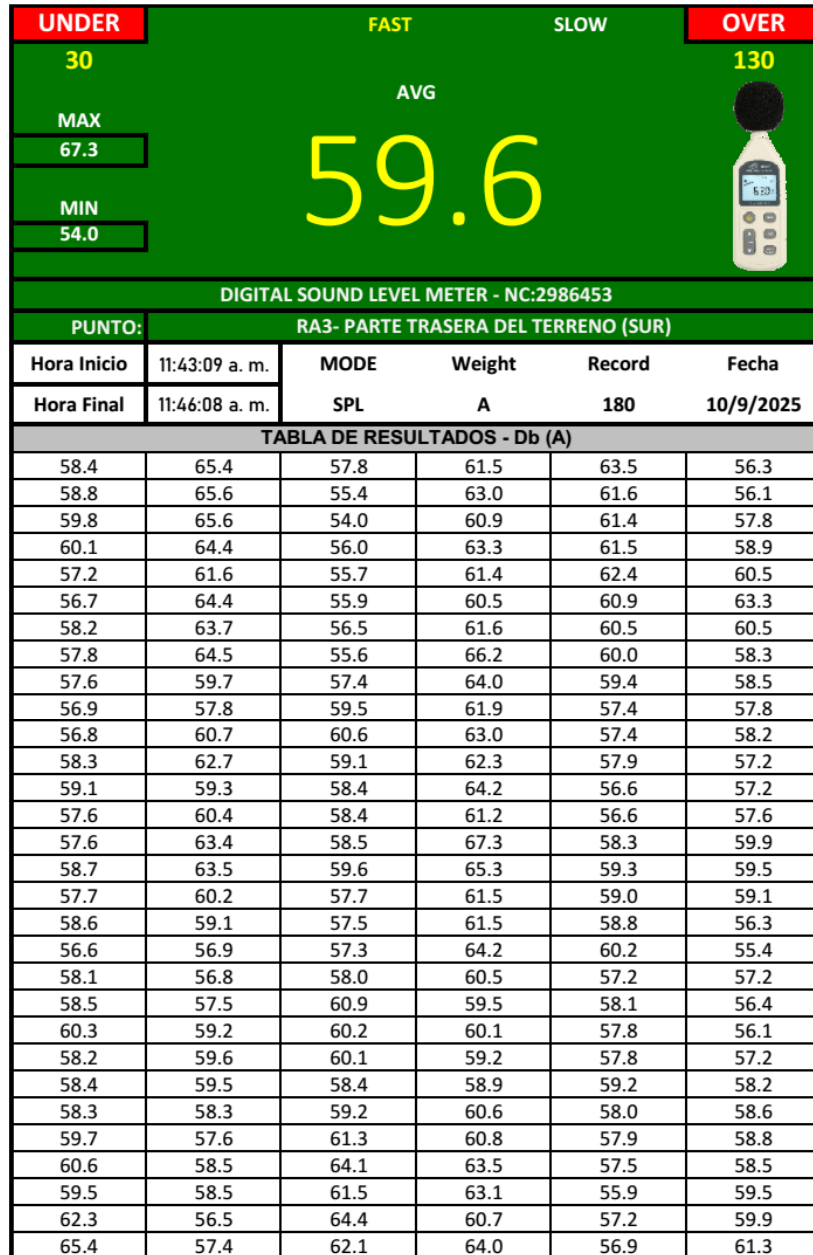 UNDER FAST SLOW OVER
30 130
AVG
MAX
67.3
59.6
MIN
54.0
DIGITAL SOUND LEVEL METER - NC:2986453
PUNTO: RA3- PARTE TRASERA DEL TERRENO (SUR)
Hora Inicio 11:43:09 a. m. MODE Weight Record Fecha
Hora Final 11:46:08 a. m. SPL A 180 10/9/2025
TABLA DE RESULTADOS - Db (A)
58.4 65.4 57.8 61.5 63.5 56.3
58.8 65.6 55.4 63.0 61.6 56.1
59.8 65.6 54.0 60.9 61.4 57.8
60.1 64.4 56.0 63.3 61.5 58.9
57.2 61.6 55.7 61.4 62.4 60.5
56.7 64.4 55.9 60.5 60.9 63.3
58.2 63.7 56.5 61.6 60.5 60.5
57.8 64.5 55.6 66.2 60.0 58.3
57.6 59.7 57.4 64.0 59.4 58.5
56.9 57.8 59.5 61.9 57.4 57.8
56.8 60.7 60.6 63.0 57.4 58.2
58.3 62.7 59.1 62.3 57.9 57.2
59.1 59.3 58.4 64.2 56.6 57.2
57.6 60.4 58.4 61.2 56.6 57.6
57.6 63.4 58.5 67.3 58.3 59.9
58.7 63.5 59.6 65.3 59.3 59.5
57.7 60.2 57.7 61.5 59.0 59.1
58.6 59.1 57.5 61.5 58.8 56.3
56.6 56.9 57.3 64.2 60.2 55.4
58.1 56.8 58.0 60.5 57.2 57.2
58.5 57.5 60.9 59.5 58.1 56.4
60.3 59.2 60.2 60.1 57.8 56.1
58.2 59.6 60.1 59.2 57.8 57.2
58.4 59.5 58.4 58.9 59.2 58.2
58.3 58.3 59.2 60.6 58.0 58.6
59.7 57.6 61.3 60.8 57.9 58.8
60.6 58.5 64.1 63.5 57.5 58.5
59.5 58.5 61.5 63.1 55.9 59.5
62.3 56.5 64.4 60.7 57.2 59.9
65.4 57.4 62.1 64.0 56.9 61.3